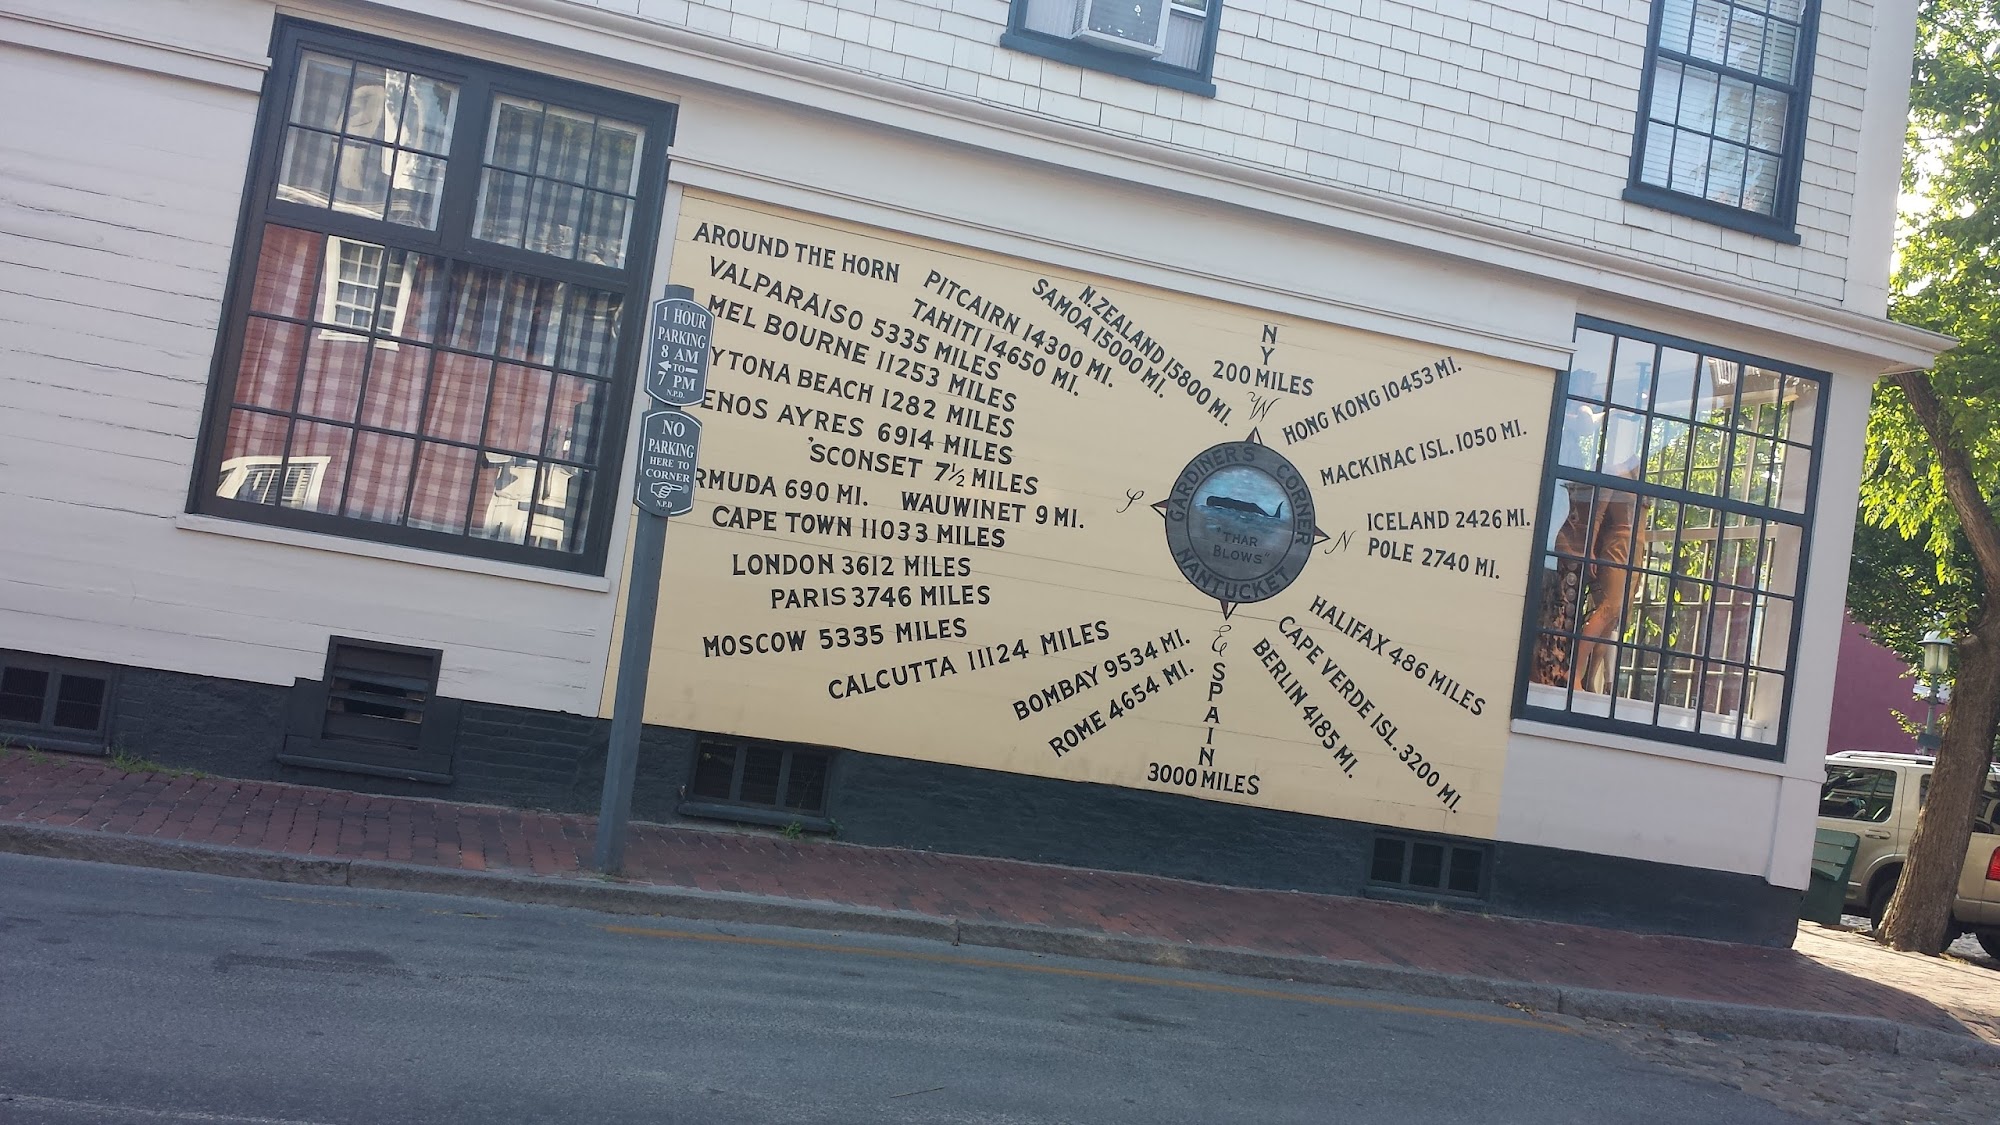 AROUND THE HORN
VALPARAISO 5335 MILES
MEL BOURNE 11253 MILES
YTONA BEACH 1282 MILES
ENOS AYRES 6914 MILES
'SCONSET 7½ MILES
RMUDA 690 MI.
WAUWINET 9 MI.
CAPE TOWN 11033 MILES
LONDON 3612 MILES
PARIS 3746 MILES
MOSCOW 5335 MILES
CALCUTTA 11124 MILES
BOMBAY 9534 MI.
ROME 4654 MI.
PITCAIRN 14300 MI.
TAHITI 14650 MI.
N.ZEALAND 15800 MI.
SAMOA 15000 MI.
NY
200 MILES
W
HONG KONG 10453 MI.
MACKINAC ISL. 1050 MI.
ICELAND 2426 MI.
POLE 2740 MI.
S
N
GARDINER'S CORNER
"THAR
BLOWS"
NANTUCKET
E
SPAIN
3000 MILES
HALIFAX 486 MILES
CAPE VERDE ISL. 3200 MI.
BERLIN 4185 MI.
1 HOUR
PARKING
8 AM
TO
7 PM
N.P.D.
NO
PARKING
HERE TO
CORNER
N.P.D